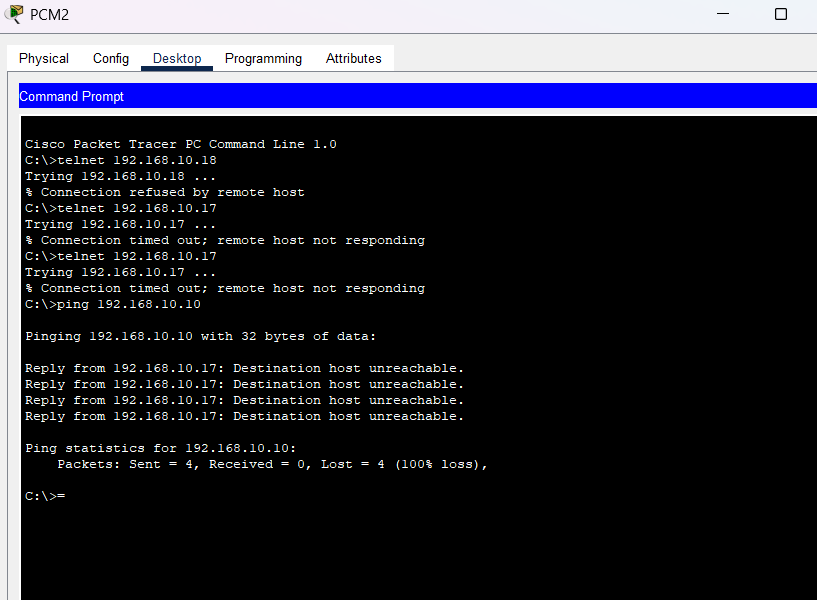 PCM2
Physical Config Desktop Programming Attributes
Command Prompt
Cisco Packet Tracer PC Command Line 1.0
C:\>telnet 192.168.10.18
Trying 192.168.10.18 ...
% Connection refused by remote host
C:\>telnet 192.168.10.17
Trying 192.168.10.17 ...
% Connection timed out; remote host not responding
C:\>telnet 192.168.10.17
Trying 192.168.10.17 ...
% Connection timed out; remote host not responding
C:\>ping 192.168.10.10
Pinging 192.168.10.10 with 32 bytes of data:
Reply from 192.168.10.17: Destination host unreachable.
Reply from 192.168.10.17: Destination host unreachable.
Reply from 192.168.10.17: Destination host unreachable.
Reply from 192.168.10.17: Destination host unreachable.
Ping statistics for 192.168.10.10:
Packets: Sent = 4, Received = 0, Lost = 4 (100% loss),
C:\>=